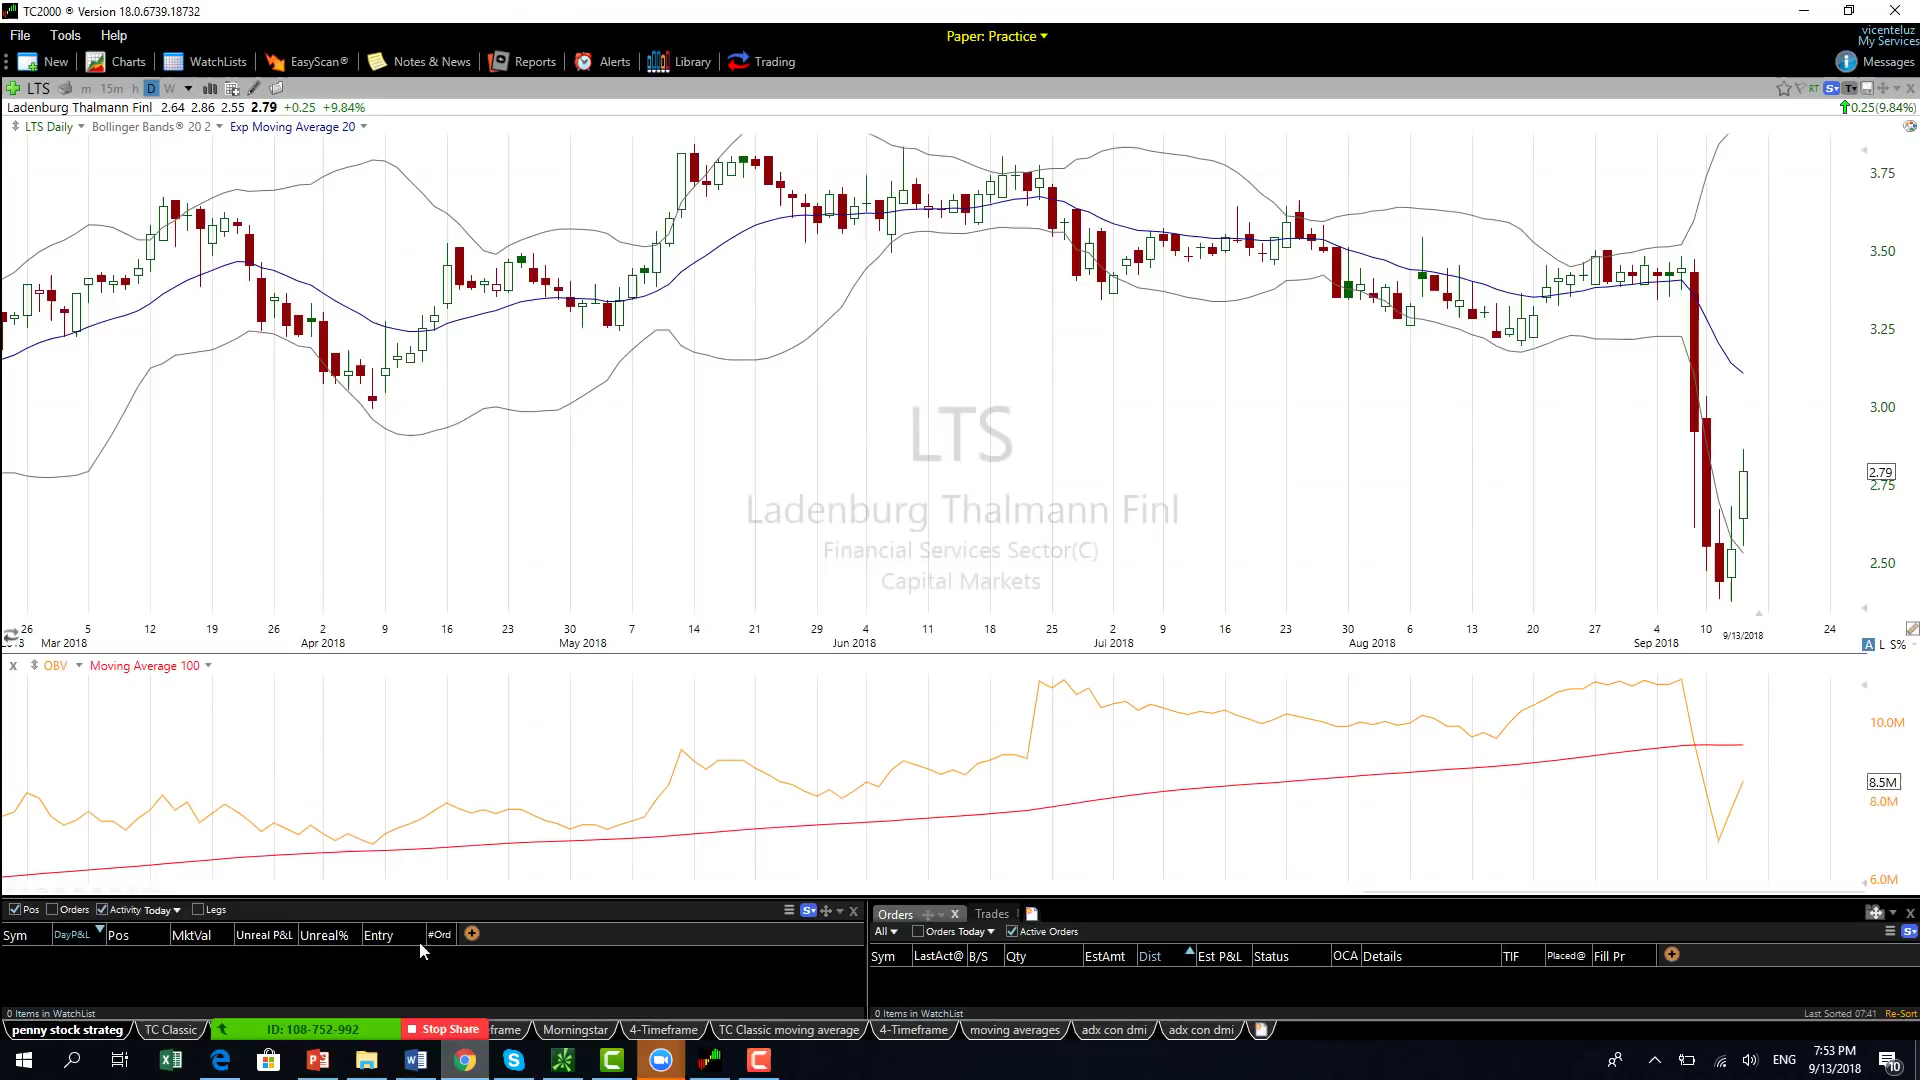 TC2000 ® Version 18.0.6739.18732
File Tools Help
Paper: Practice
vicenteluz
My Services
New Charts WatchLists EasyScan® Notes & News Reports Alerts Library Trading
Messages
LTS m 15m h D W
RT S T
Ladenburg Thalmann Finl 2.64 2.86 2.55 2.79 +0.25 +9.84%
0.25(9.84%)
LTS Daily Bollinger Bands® 20 2 Exp Moving Average 20
3.75
3.50
3.25
3.00
2.79
2.75
2.50
LTS
Ladenburg Thalmann Finl
Financial Services Sector(C)
Capital Markets
26 5 12 19 26 2 9 16 23 30 7 14 21 29 4 11 18 25 2 9 16 23 30 6 13 20 27 4 10 9/13/2018 24
Mar 2018 Apr 2018 May 2018 Jun 2018 Jul 2018 Aug 2018 Sep 2018
A L S%
X OBV Moving Average 100
10.0M
8.5M
8.0M
6.0M
Pos Orders Activity Today Legs
S
Sym DayP&L Pos MktVal Unreal P&L Unreal% Entry #Ord
0 Items in WatchList
Orders X Trades
All Orders Today Active Orders
S
Sym LastAct@ B/S Qty EstAmt Dist Est P&L Status OCA Details TIF Placed@ Fill Pr
0 Items in WatchList
Last Sorted 07:41 Re-Sort
penny stock strateg TC Classic ID: 108-752-992 Stop Share frame Morningstar 4-Timeframe TC Classic moving average 4-Timeframe moving averages adx con dmi adx con dmi
ENG
7:53 PM
9/13/2018
10